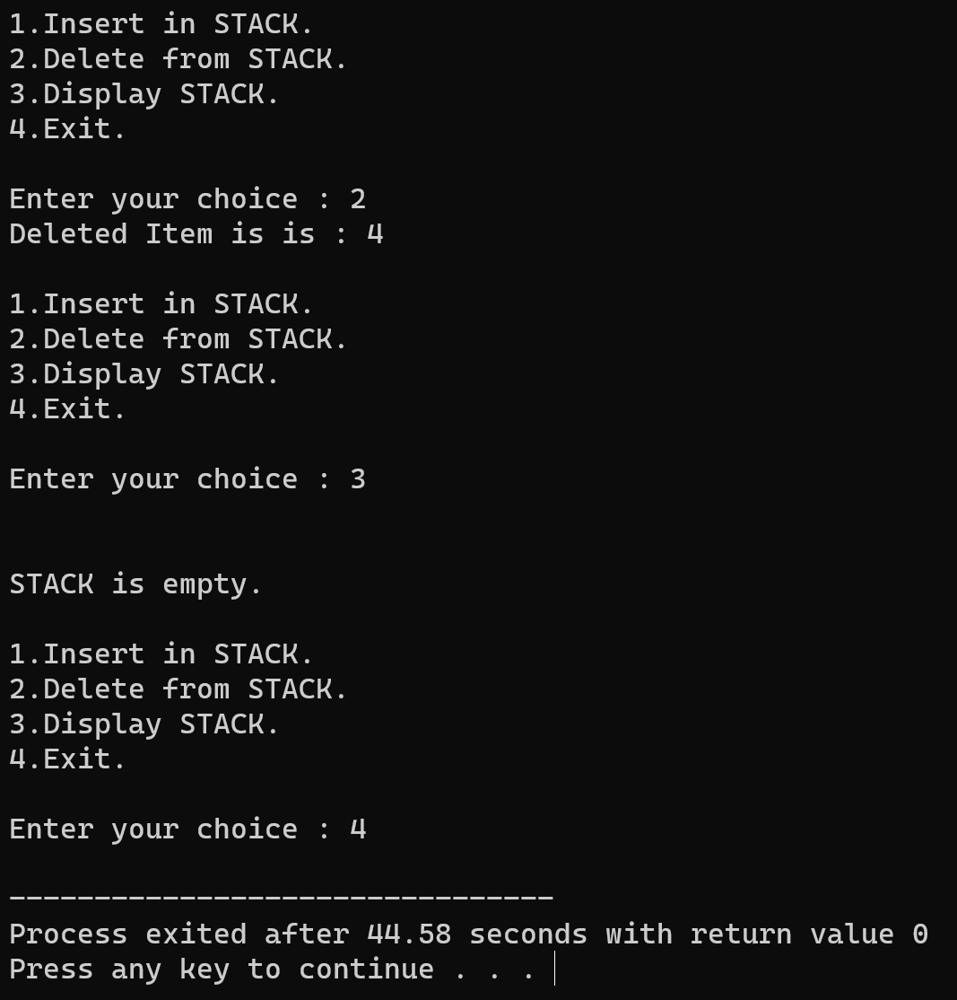 1.Insert in STACK.
2.Delete from STACK.
3.Display STACK.
4.Exit.
Enter your choice : 2
Deleted Item is is : 4
1.Insert in STACK.
2.Delete from STACK.
3.Display STACK.
4.Exit.
Enter your choice : 3
STACK is empty.
1.Insert in STACK.
2.Delete from STACK.
3.Display STACK.
4.Exit.
Enter your choice : 4
--------------------------------
Process exited after 44.58 seconds with return value 0
Press any key to continue . . .